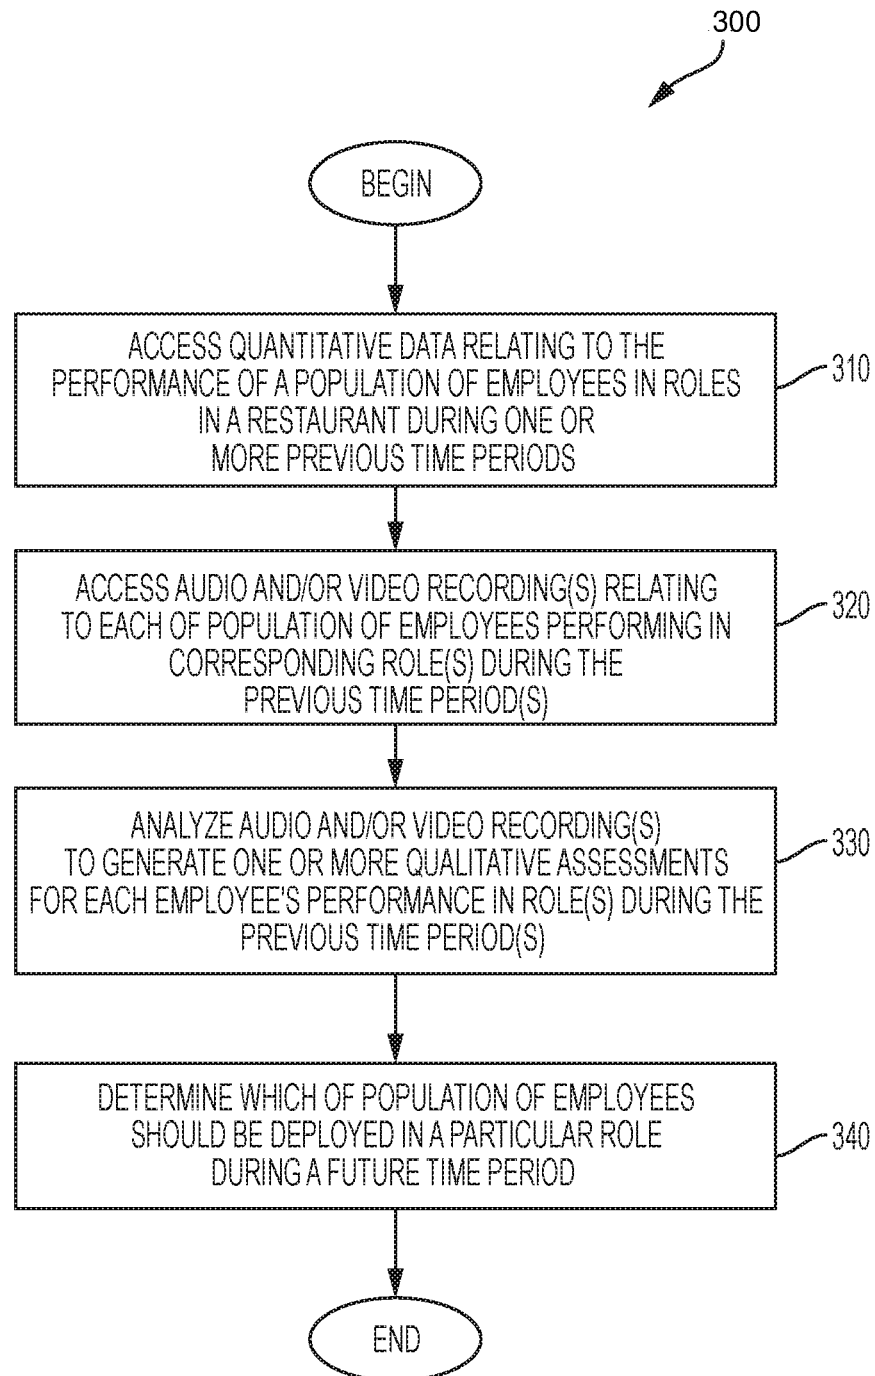 300
BEGIN
ACCESS QUANTITATIVE DATA RELATING TO THE
PERFORMANCE OF A POPULATION OF EMPLOYEES IN ROLES
IN A RESTAURANT DURING ONE OR
MORE PREVIOUS TIME PERIODS
310
ACCESS AUDIO AND/OR VIDEO RECORDING(S) RELATING
TO EACH OF POPULATION OF EMPLOYEES PERFORMING IN
CORRESPONDING ROLE(S) DURING THE
PREVIOUS TIME PERIOD(S)
320
ANALYZE AUDIO AND/OR VIDEO RECORDING(S)
TO GENERATE ONE OR MORE QUALITATIVE ASSESSMENTS
FOR EACH EMPLOYEE'S PERFORMANCE IN ROLE(S) DURING THE
PREVIOUS TIME PERIOD(S)
330
DETERMINE WHICH OF POPULATION OF EMPLOYEES
SHOULD BE DEPLOYED IN A PARTICULAR ROLE
DURING A FUTURE TIME PERIOD
340
END